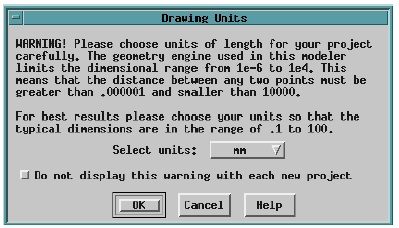 Drawing Units
WARNING! Please choose units of length for your project
carefully. The geometry engine used in this modeler
limits the dimensional range from 1e-6 to 1e4. This
means that the distance between any two points must be
greater than .000001 and smaller than 10000.
For best results please choose your units so that the
typical dimensions are in the range of .1 to 100.
Select units: mm
Do not display this warning with each new project
OK Cancel Help